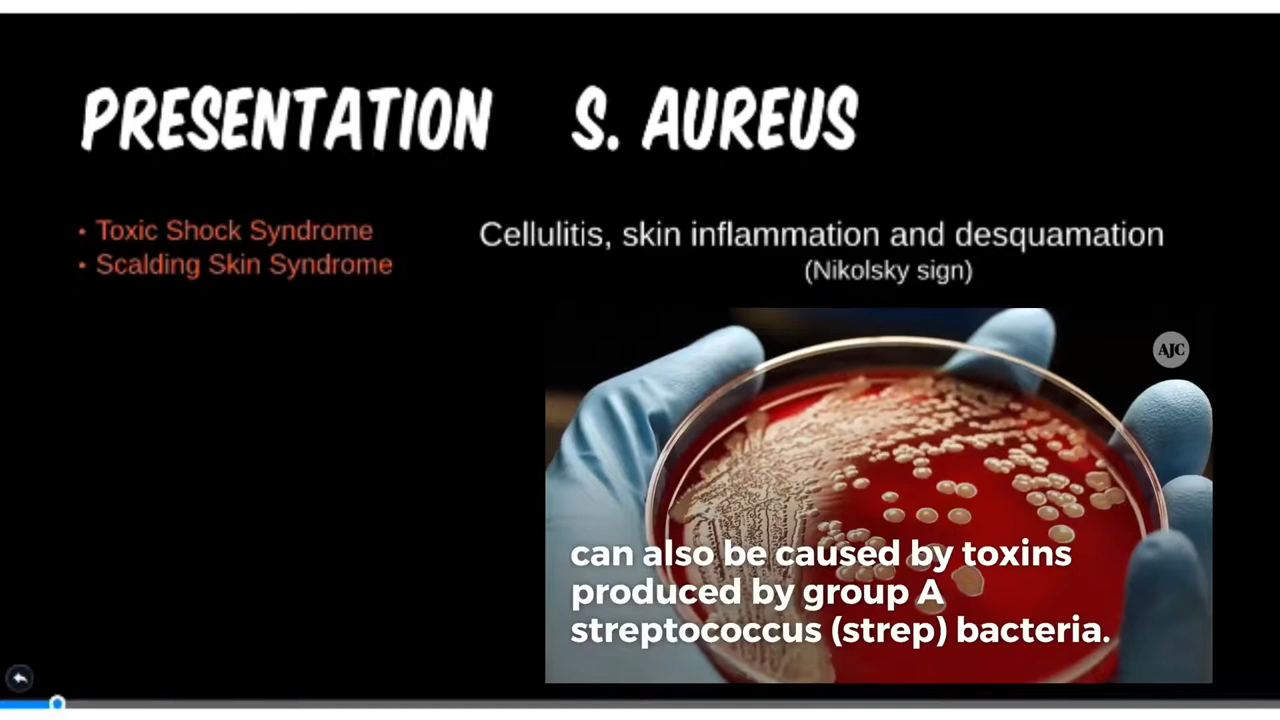 PRESENTATION S. AUREUS
• Toxic Shock Syndrome
• Scalding Skin Syndrome
Cellulitis, skin inflammation and desquamation
(Nikolsky sign)
AJC
can also be caused by toxins
produced by group A
streptococcus (strep) bacteria.